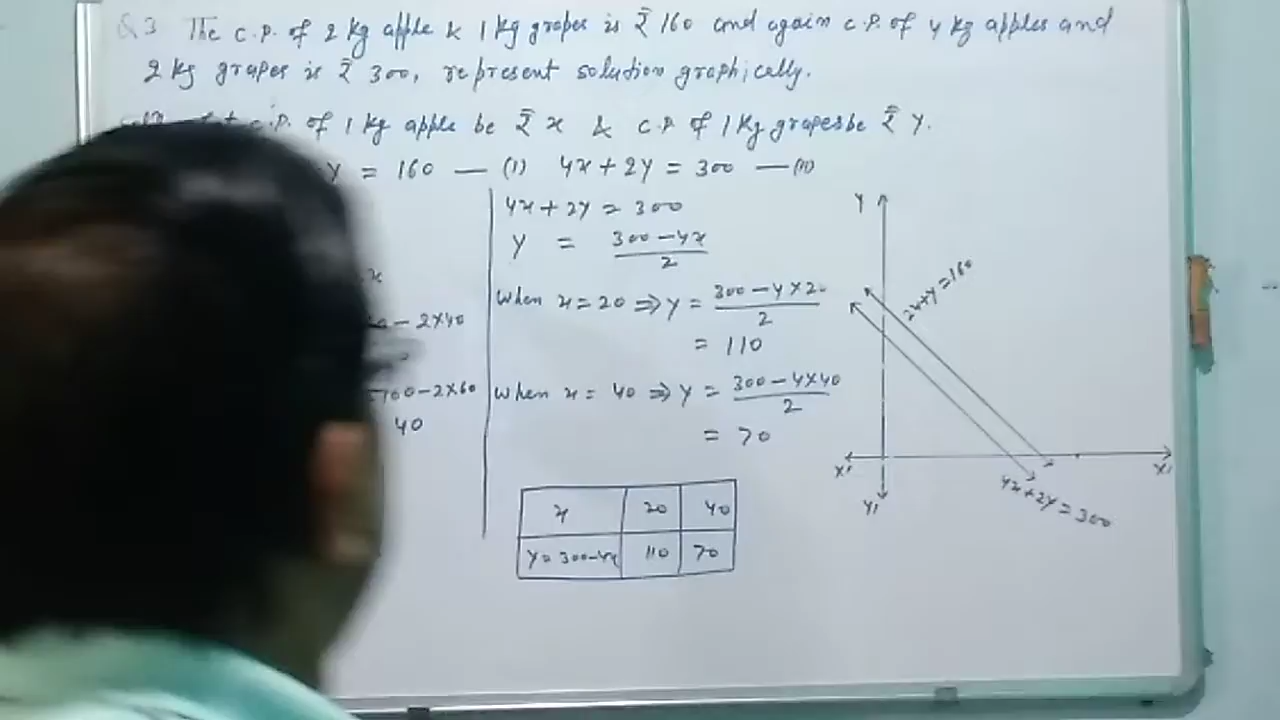 Q3 The C.P. of 2 kg apple & 1 kg grapes is ₹ 160 and again C.P. of 4 kg apples and
2 kg grapes is ₹ 300, represent solution graphically.
C.P. of 1 kg apple be ₹ x & C.P. of 1 kg grapes be ₹ y.
y = 160 — (i) 4x + 2y = 300 — (ii)
x
- 2×40
- 2×60
40
4x + 2y = 300
y = (300 - 4x)/2
When x = 20 ⇒ y = (300 - 4×20)/2
= 110
When x = 40 ⇒ y = (300 - 4×40)/2
= 70
x 20 40
y = 300-4x 110 70
Y
2x+y=160
X' X
Y'
4x+2y=300